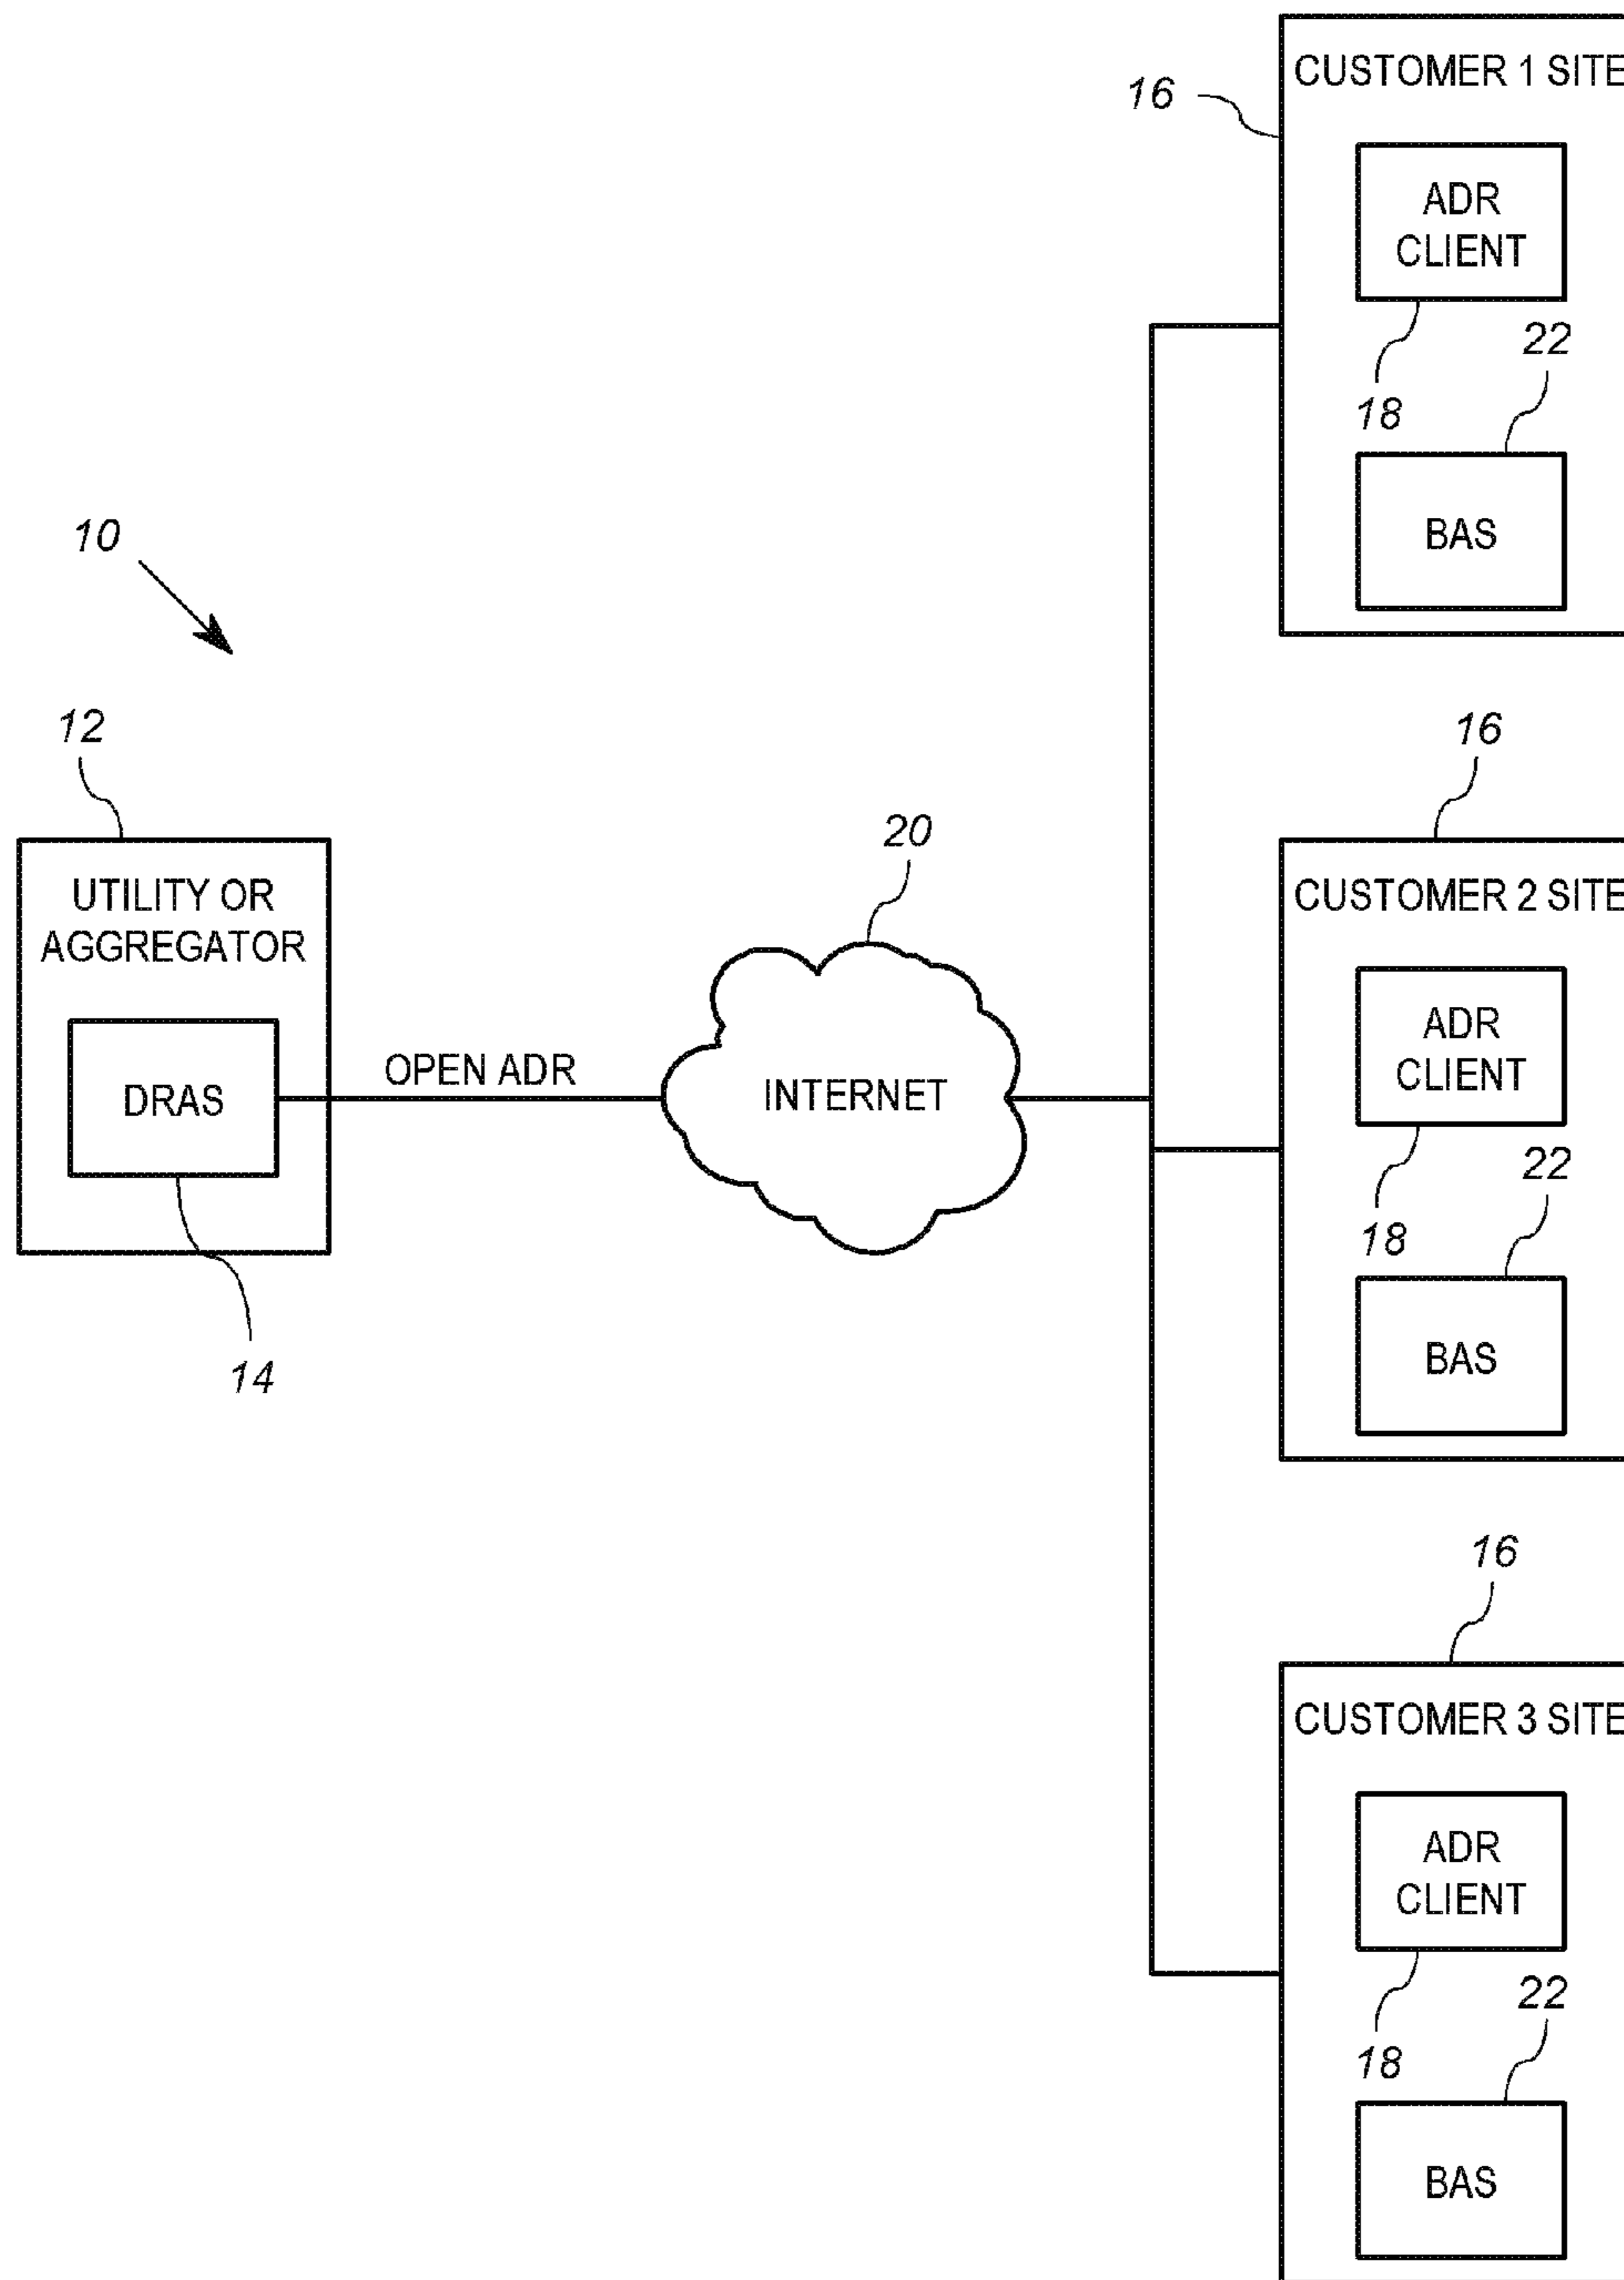 10
12
UTILITY OR
AGGREGATOR
DRAS
14
OPEN ADR
20
INTERNET
16
CUSTOMER 1 SITE
ADR
CLIENT
18
22
BAS
16
CUSTOMER 2 SITE
ADR
CLIENT
18
22
BAS
16
CUSTOMER 3 SITE
ADR
CLIENT
18
22
BAS